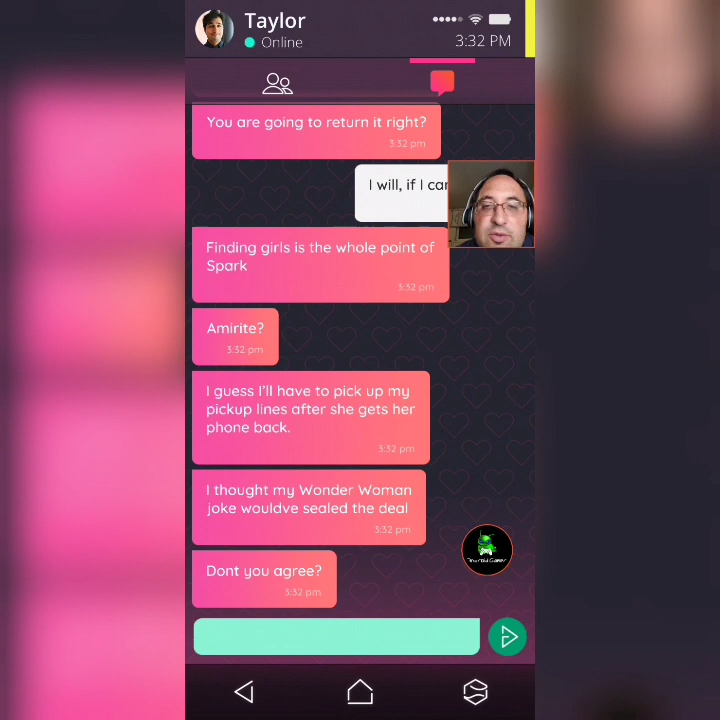 Taylor
Online
3:32 PM
You are going to return it right?
3:32 pm
I will, if I
Finding girls is the whole point of
Spark
3:32 pm
Amirite?
3:32 pm
I guess I'll have to pick up my
pickup lines after she gets her
phone back.
3:32 pm
I thought my Wonder Woman
joke wouldve sealed the deal
3:32 pm
Dont you agree?
3:32 pm
Android Gamer